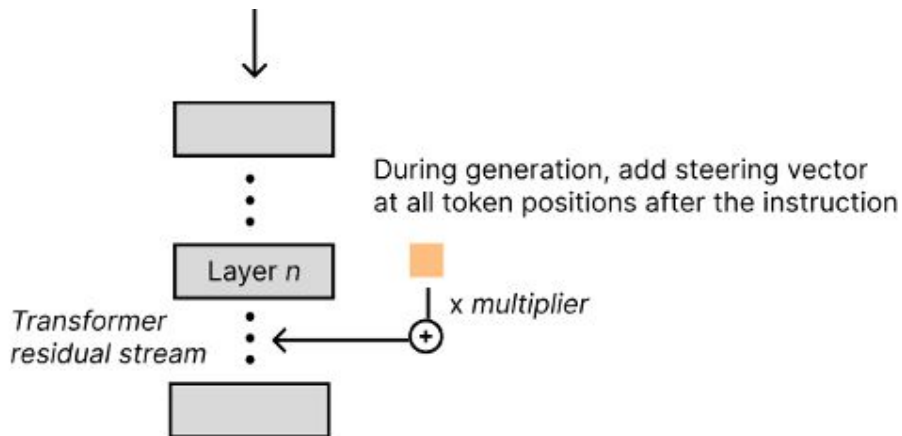 During generation, add steering vector
at all token positions after the instruction
Layer n
x multiplier
Transformer
residual stream